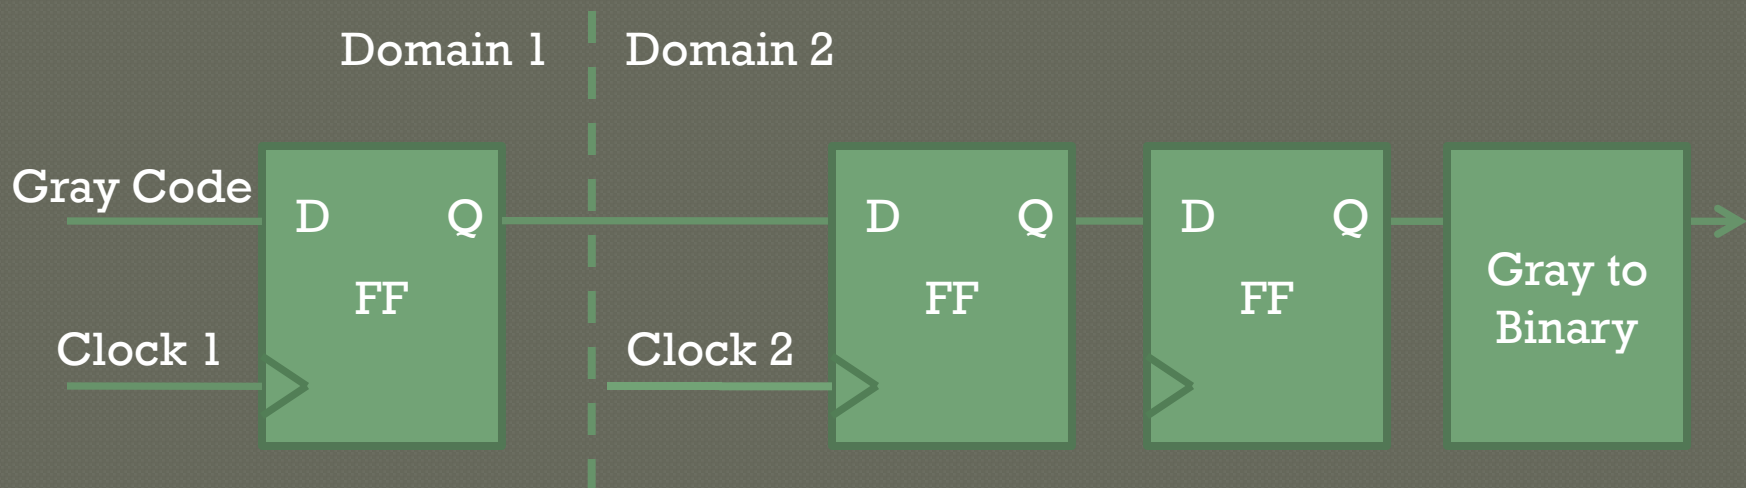 Domain 1
Domain 2
Gray Code
D
Q
FF
Clock 1
Clock 2
D
Q
FF
D
Q
FF
Gray to
Binary